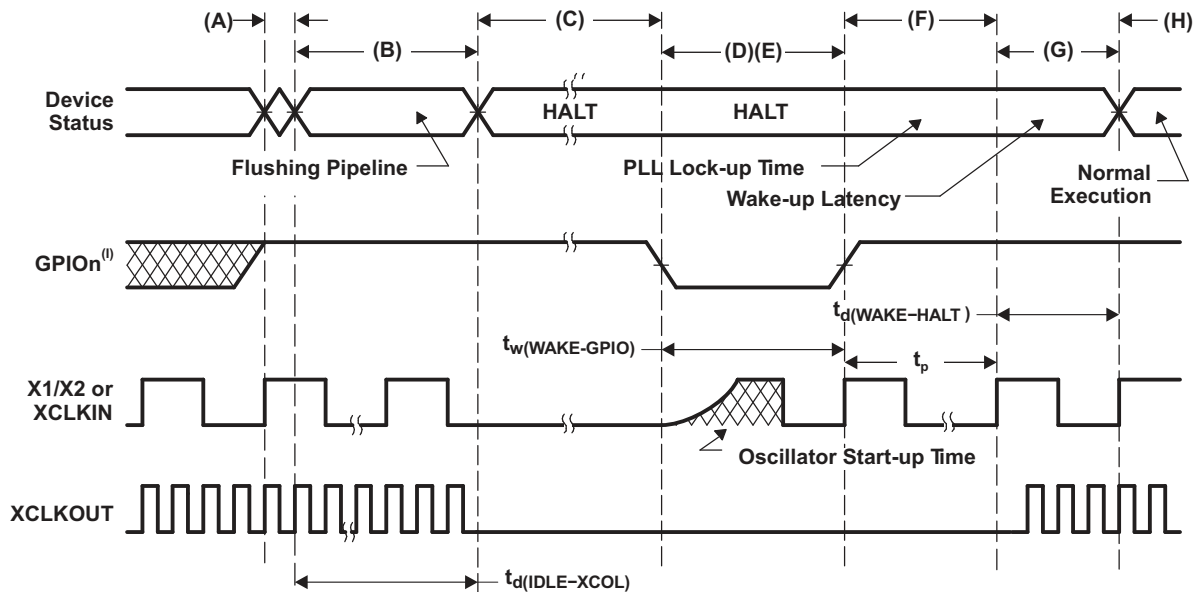 (A)
(C)
(F)
(H)
(B)
(D)(E)
(G)
Device
Status
HALT
HALT
Flushing Pipeline
PLL Lock-up Time
Wake-up Latency
Normal
Execution
GPIOn(I)
td(WAKE−HALT )
tw(WAKE-GPIO)
tp
X1/X2 or
XCLKIN
Oscillator Start-up Time
XCLKOUT
td(IDLE−XCOL)